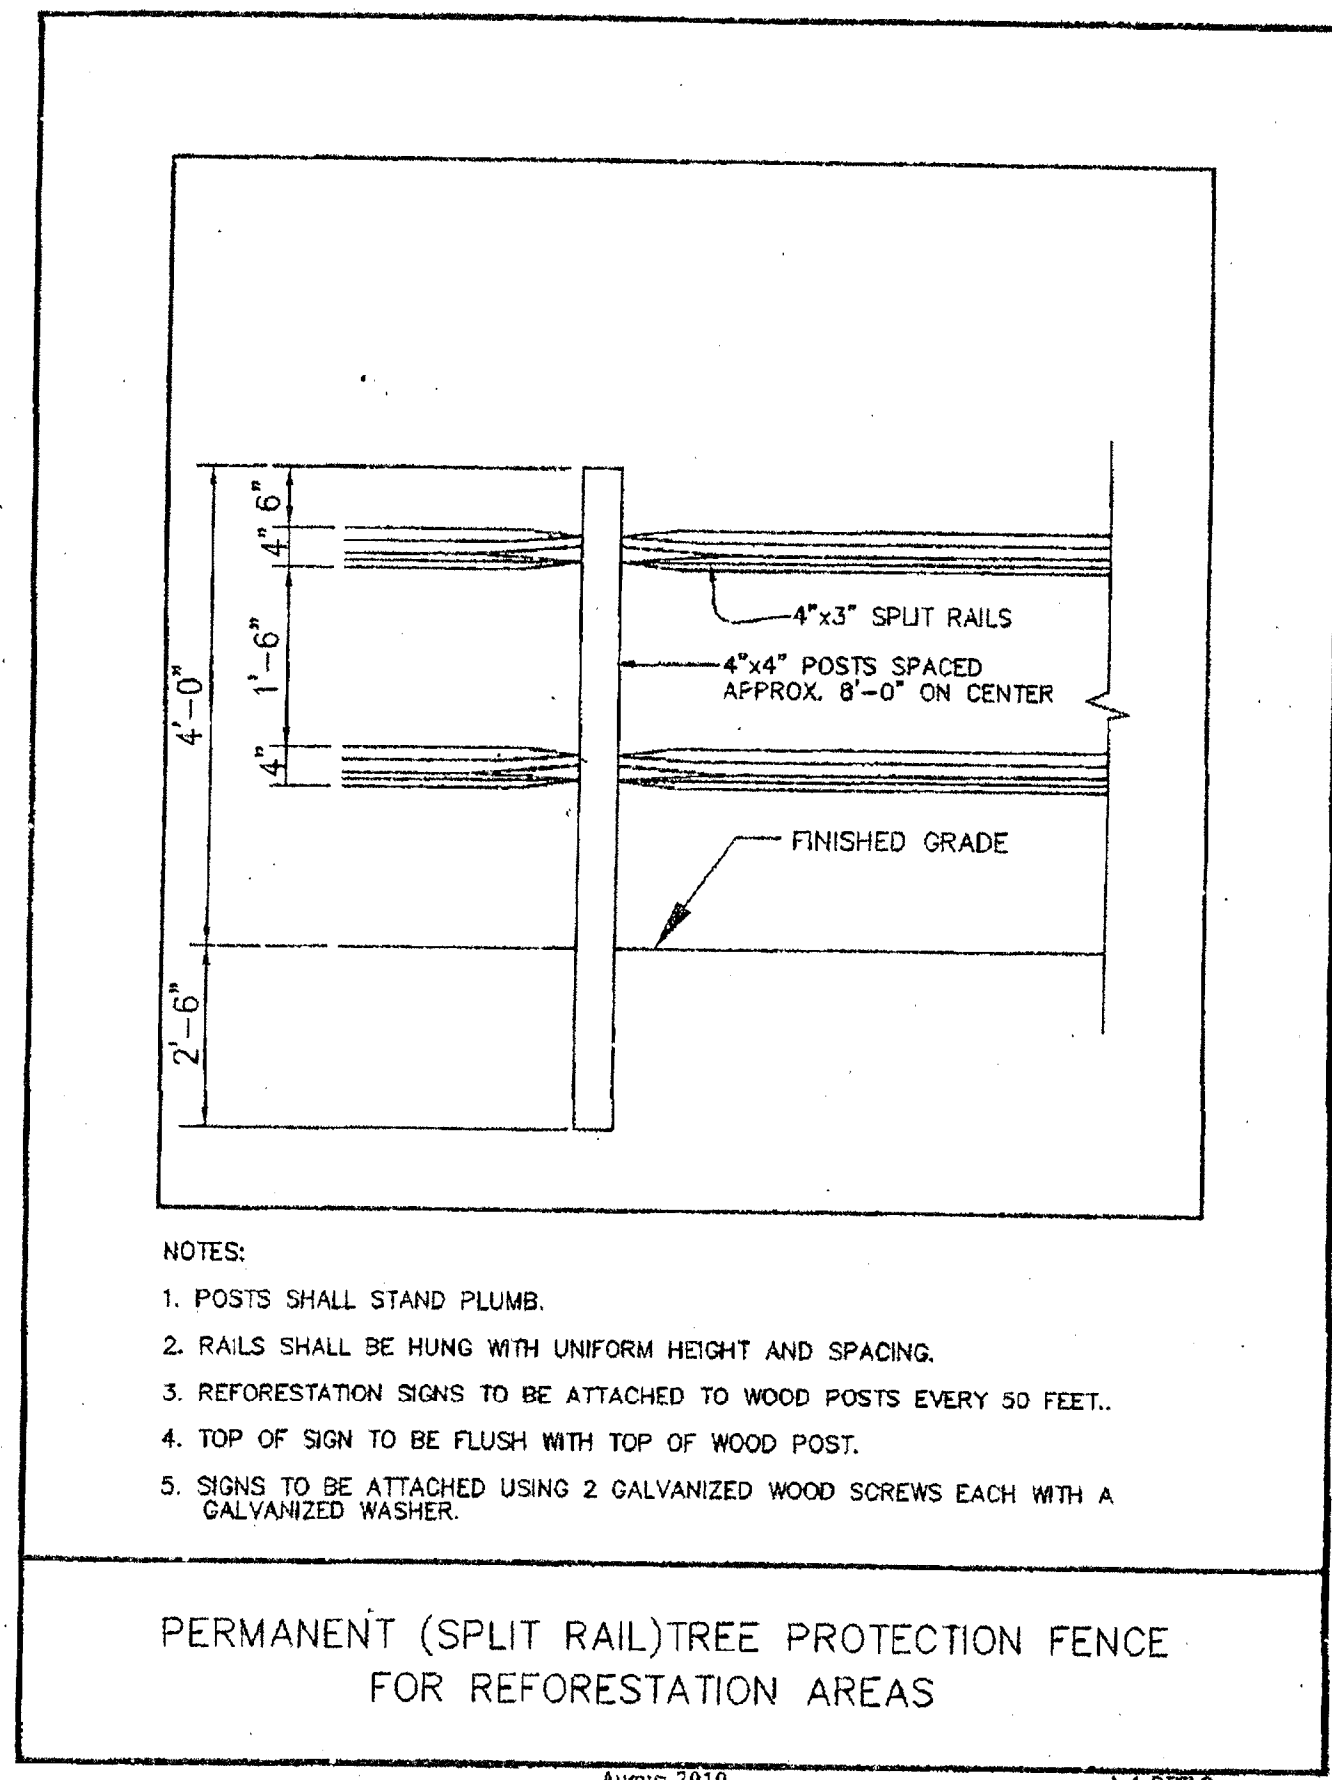 6"
4"
1'-6"
4"
4'-0"
2'-6"
4"x3" SPLIT RAILS
4"x4" POSTS SPACED
APPROX. 8'-0" ON CENTER
FINISHED GRADE
NOTES:
1. POSTS SHALL STAND PLUMB.
2. RAILS SHALL BE HUNG WITH UNIFORM HEIGHT AND SPACING.
3. REFORESTATION SIGNS TO BE ATTACHED TO WOOD POSTS EVERY 50 FEET..
4. TOP OF SIGN TO BE FLUSH WITH TOP OF WOOD POST.
5. SIGNS TO BE ATTACHED USING 2 GALVANIZED WOOD SCREWS EACH WITH A
GALVANIZED WASHER.
PERMANENT (SPLIT RAIL)TREE PROTECTION FENCE
FOR REFORESTATION AREAS
2010